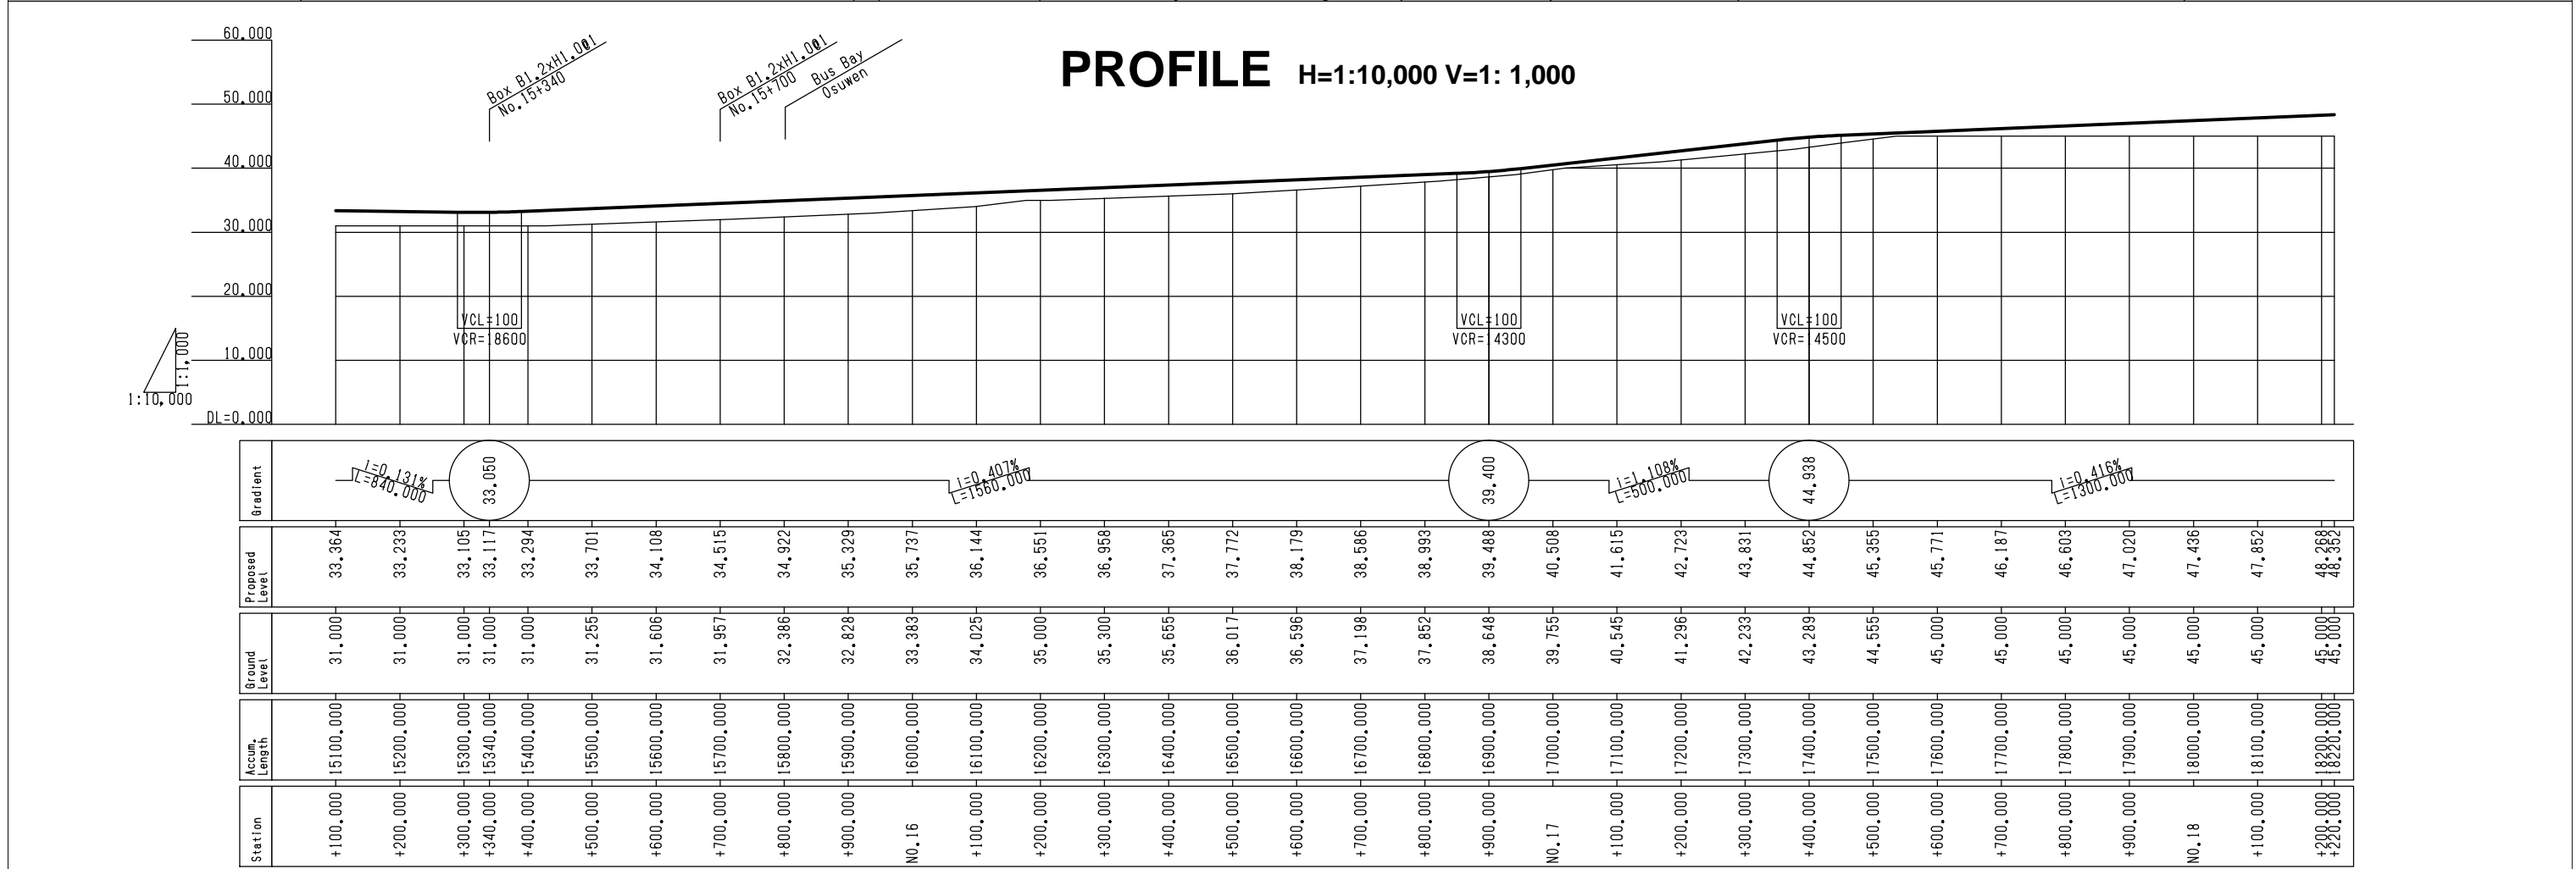 PROFILE H=1:10,000 V=1: 1,000
60.000
50.000
40.000
30.000
20.000
10.000
DL=0.000
1:1,000
1:10,000
No.15+340
No.15+700
Bus Bay
Osuwen
VCL=100
VCR=18600
VCL=100
VCR=14300
VCL=100
VCR=14500
Gradient
i=0.131%
L=840.000
33.050
i=0.407%
L=1560.000
39.400
i=1.108%
L=500.000
44.938
i=0.416%
L=1300.000
Proposed
Level
33.364 33.233 33.105 33.117 33.294 33.701 34.108 34.515 34.922 35.329 35.737 36.144 36.551 36.958 37.365 37.772 38.179 38.586 38.993 39.488 40.508 41.615 42.723 43.831 44.852 45.355 45.771 46.187 46.603 47.020 47.436 47.852 48.268 48.352
Ground
Level
31.000 31.000 31.000 31.000 31.000 31.255 31.606 31.957 32.386 32.828 33.383 34.025 35.000 35.300 35.655 36.017 36.596 37.198 37.852 38.648 39.755 40.545 41.296 42.233 43.289 44.555 45.000 45.000 45.000 45.000 45.000 45.000 45.000 45.000
Accum.
Length
15100.000 15200.000 15300.000 15340.000 15400.000 15500.000 15600.000 15700.000 15800.000 15900.000 16000.000 16100.000 16200.000 16300.000 16400.000 16500.000 16600.000 16700.000 16800.000 16900.000 17000.000 17100.000 17200.000 17300.000 17400.000 17500.000 17600.000 17700.000 17800.000 17900.000 18000.000 18100.000 18200.000 18220.000
Station
+100.000 +200.000 +300.000 +340.000 +400.000 +500.000 +600.000 +700.000 +800.000 +900.000 NO.16 +100.000 +200.000 +300.000 +400.000 +500.000 +600.000 +700.000 +800.000 +900.000 NO.17 +100.000 +200.000 +300.000 +400.000 +500.000 +600.000 +700.000 +800.000 +900.000 NO.18 +100.000 +200.000 +220.000